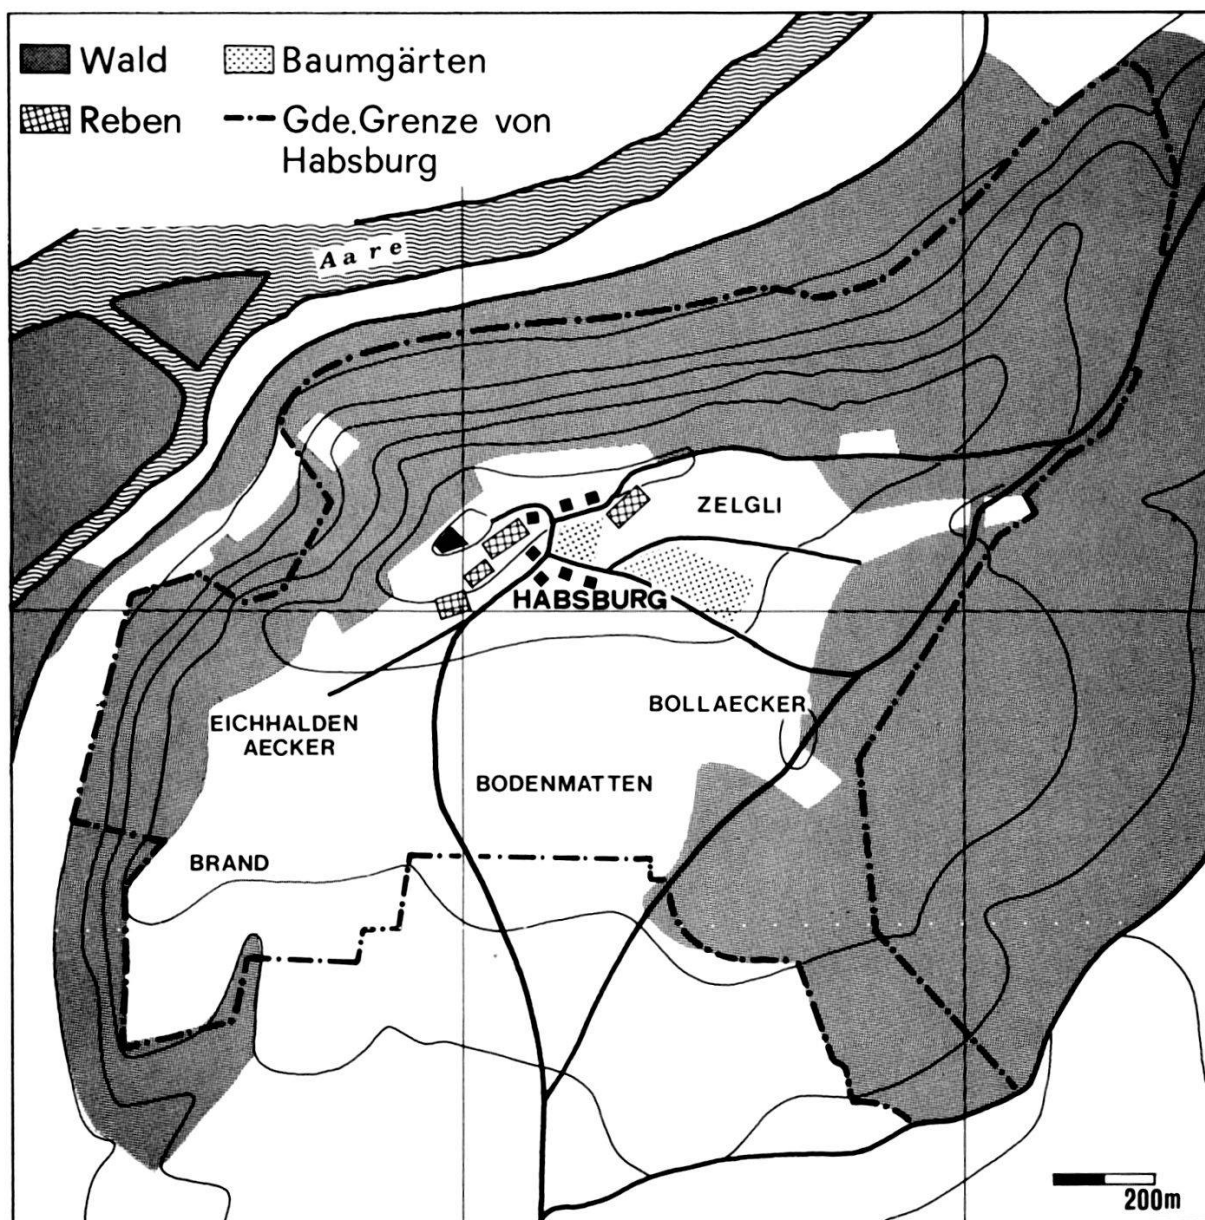 Wald
Baumgärten
Reben
Gde.Grenze von
Habsburg
Aare
ZELGLI
HABSBURG
EICHHALDEN
AECKER
BOLLAECKER
BODENMATTEN
BRAND
200m